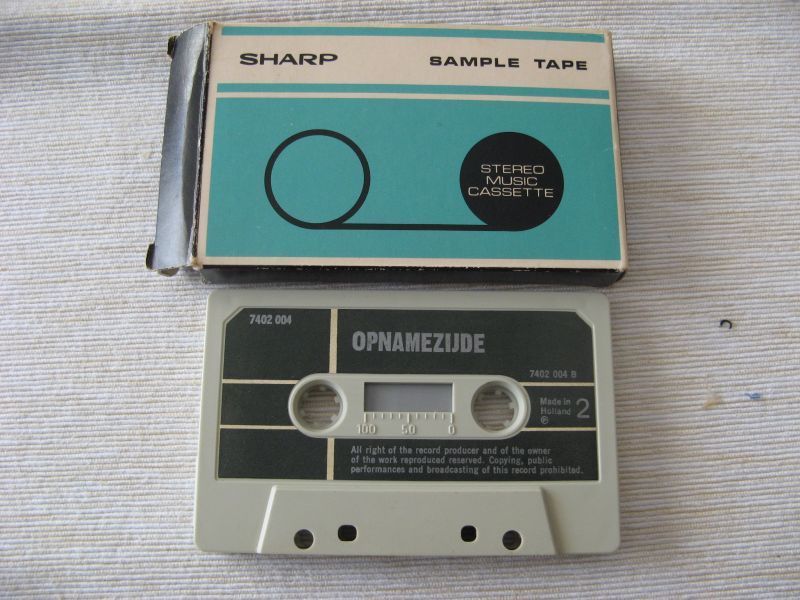 SHARP
SAMPLE TAPE
STEREO
MUSIC
CASSETTE
7402 004
OPNAMEZIJDE
7402 004 B
Made in
Holland
2
℗
100 50 0
All right of the record producer and of the owner
of the work reproduced reserved. Copying, public
performances and broadcasting of this record prohibited.